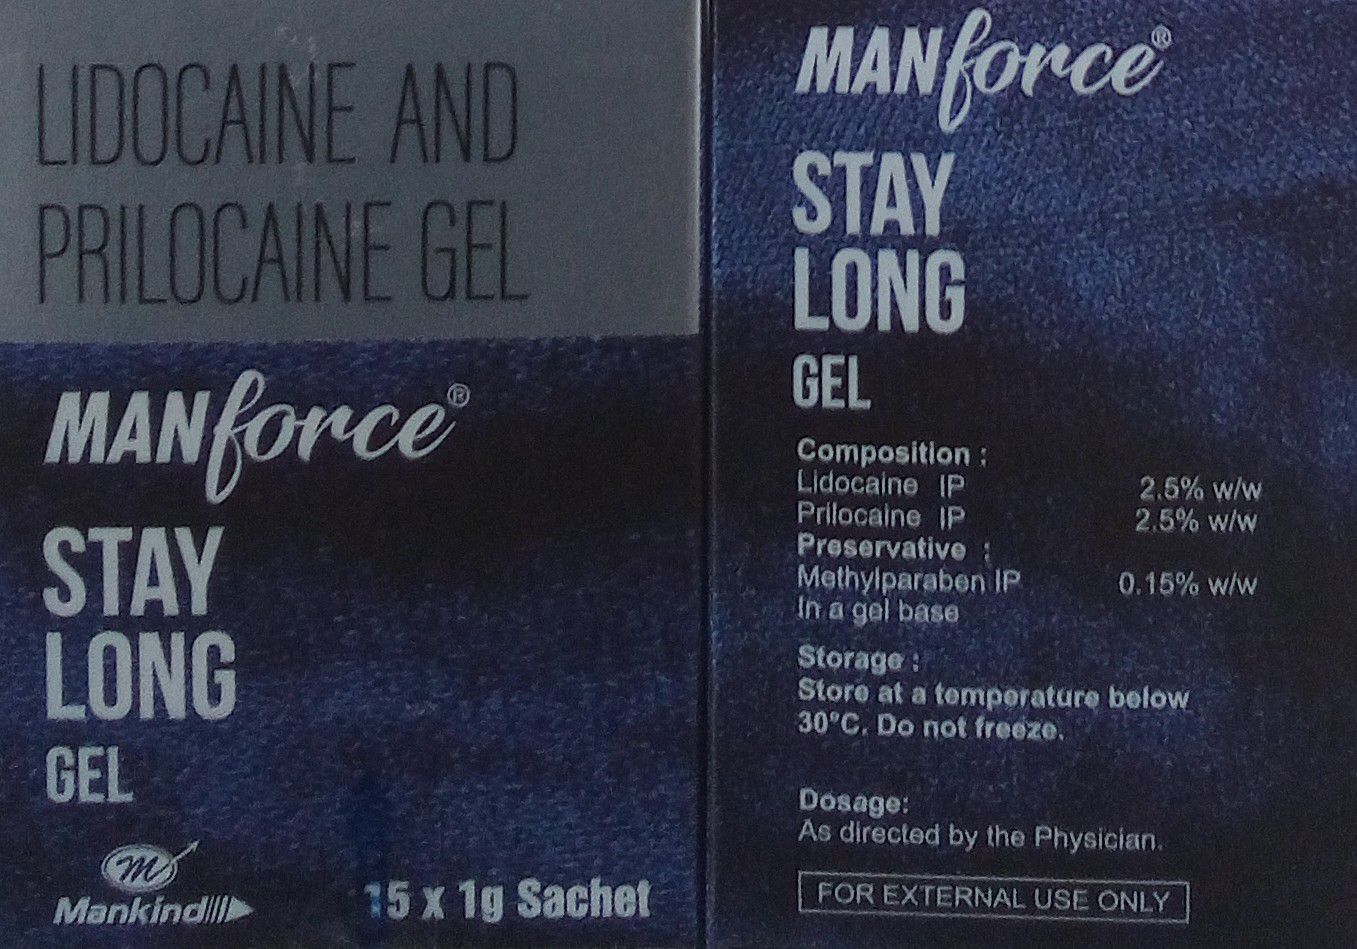 LIDOCAINE AND
PRILOCAINE GEL
MANforce®
STAY
LONG
GEL
m
Mankind
15 x 1g Sachet
MANforce®
STAY
LONG
GEL
Composition :
Lidocaine IP 2.5% w/w
Prilocaine IP 2.5% w/w
Preservative :
Methylparaben IP 0.15% w/w
In a gel base
Storage :
Store at a temperature below
30°C. Do not freeze.
Dosage:
As directed by the Physician.
FOR EXTERNAL USE ONLY